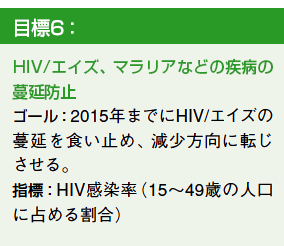 目標6：
HIV/エイズ、マラリアなどの疾病の
蔓延防止
ゴール：2015年までにHIV/エイズの
蔓延を食い止め、減少方向に転じ
させる。
指標：HIV感染率（15～49歳の人口
に占める割合）